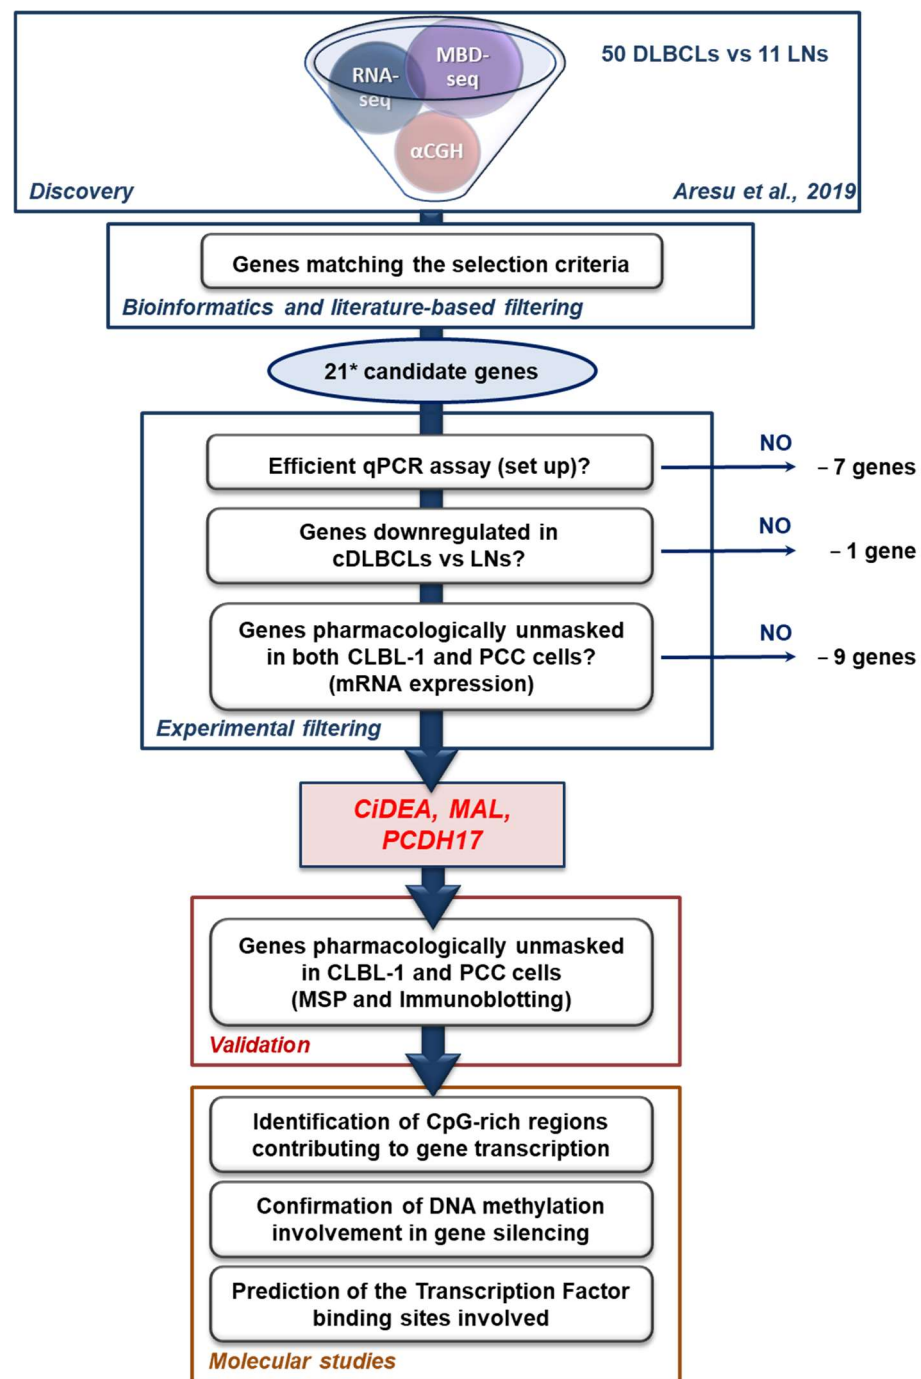 50 DLBCLs vs 11 LNs
RNA-
seq
MBD-
seq
αCGH
Discovery
Aresu et al., 2019
Genes matching the selection criteria
Bioinformatics and literature-based filtering
21* candidate genes
Efficient qPCR assay (set up)?
NO
– 7 genes
Genes downregulated in
cDLBCLs vs LNs?
NO
– 1 gene
Genes pharmacologically unmasked
in both CLBL-1 and PCC cells?
(mRNA expression)
NO
– 9 genes
Experimental filtering
CiDEA, MAL,
PCDH17
Genes pharmacologically unmasked
in CLBL-1 and PCC cells
(MSP and Immunoblotting)
Validation
Identification of CpG-rich regions
contributing to gene transcription
Confirmation of DNA methylation
involvement in gene silencing
Prediction of the Transcription Factor
binding sites involved
Molecular studies